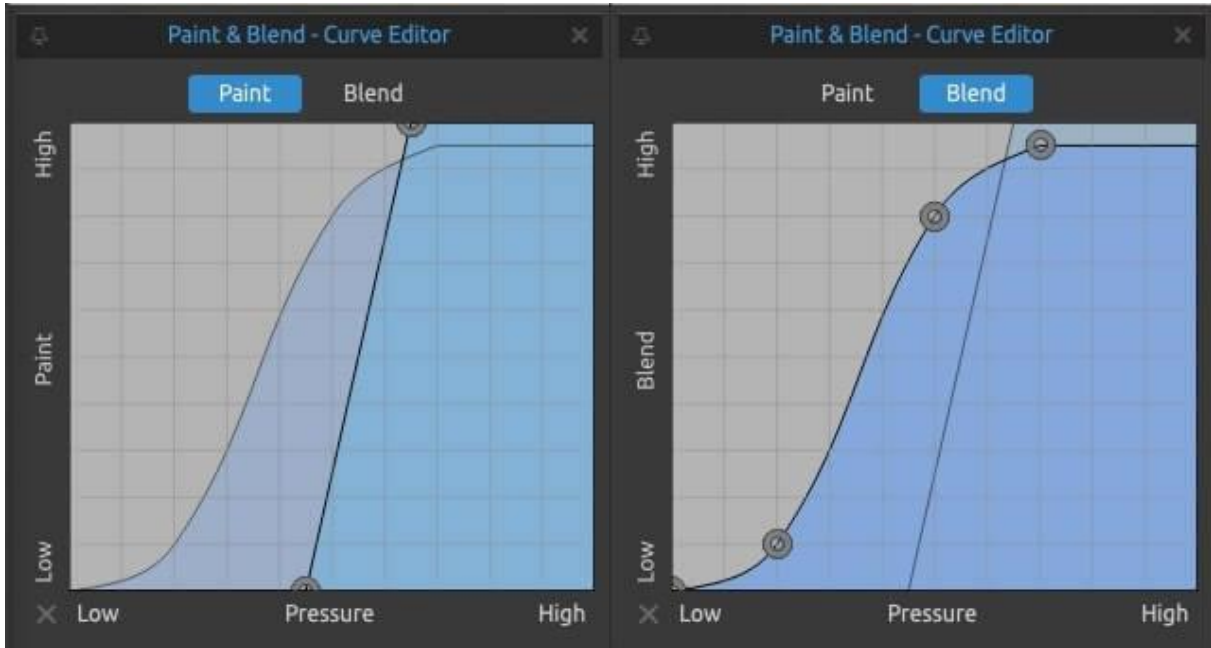 Paint & Blend - Curve Editor
Paint Blend
High
Paint
Low
Low Pressure High
Paint & Blend - Curve Editor
Paint Blend
High
Blend
Low
Low Pressure High